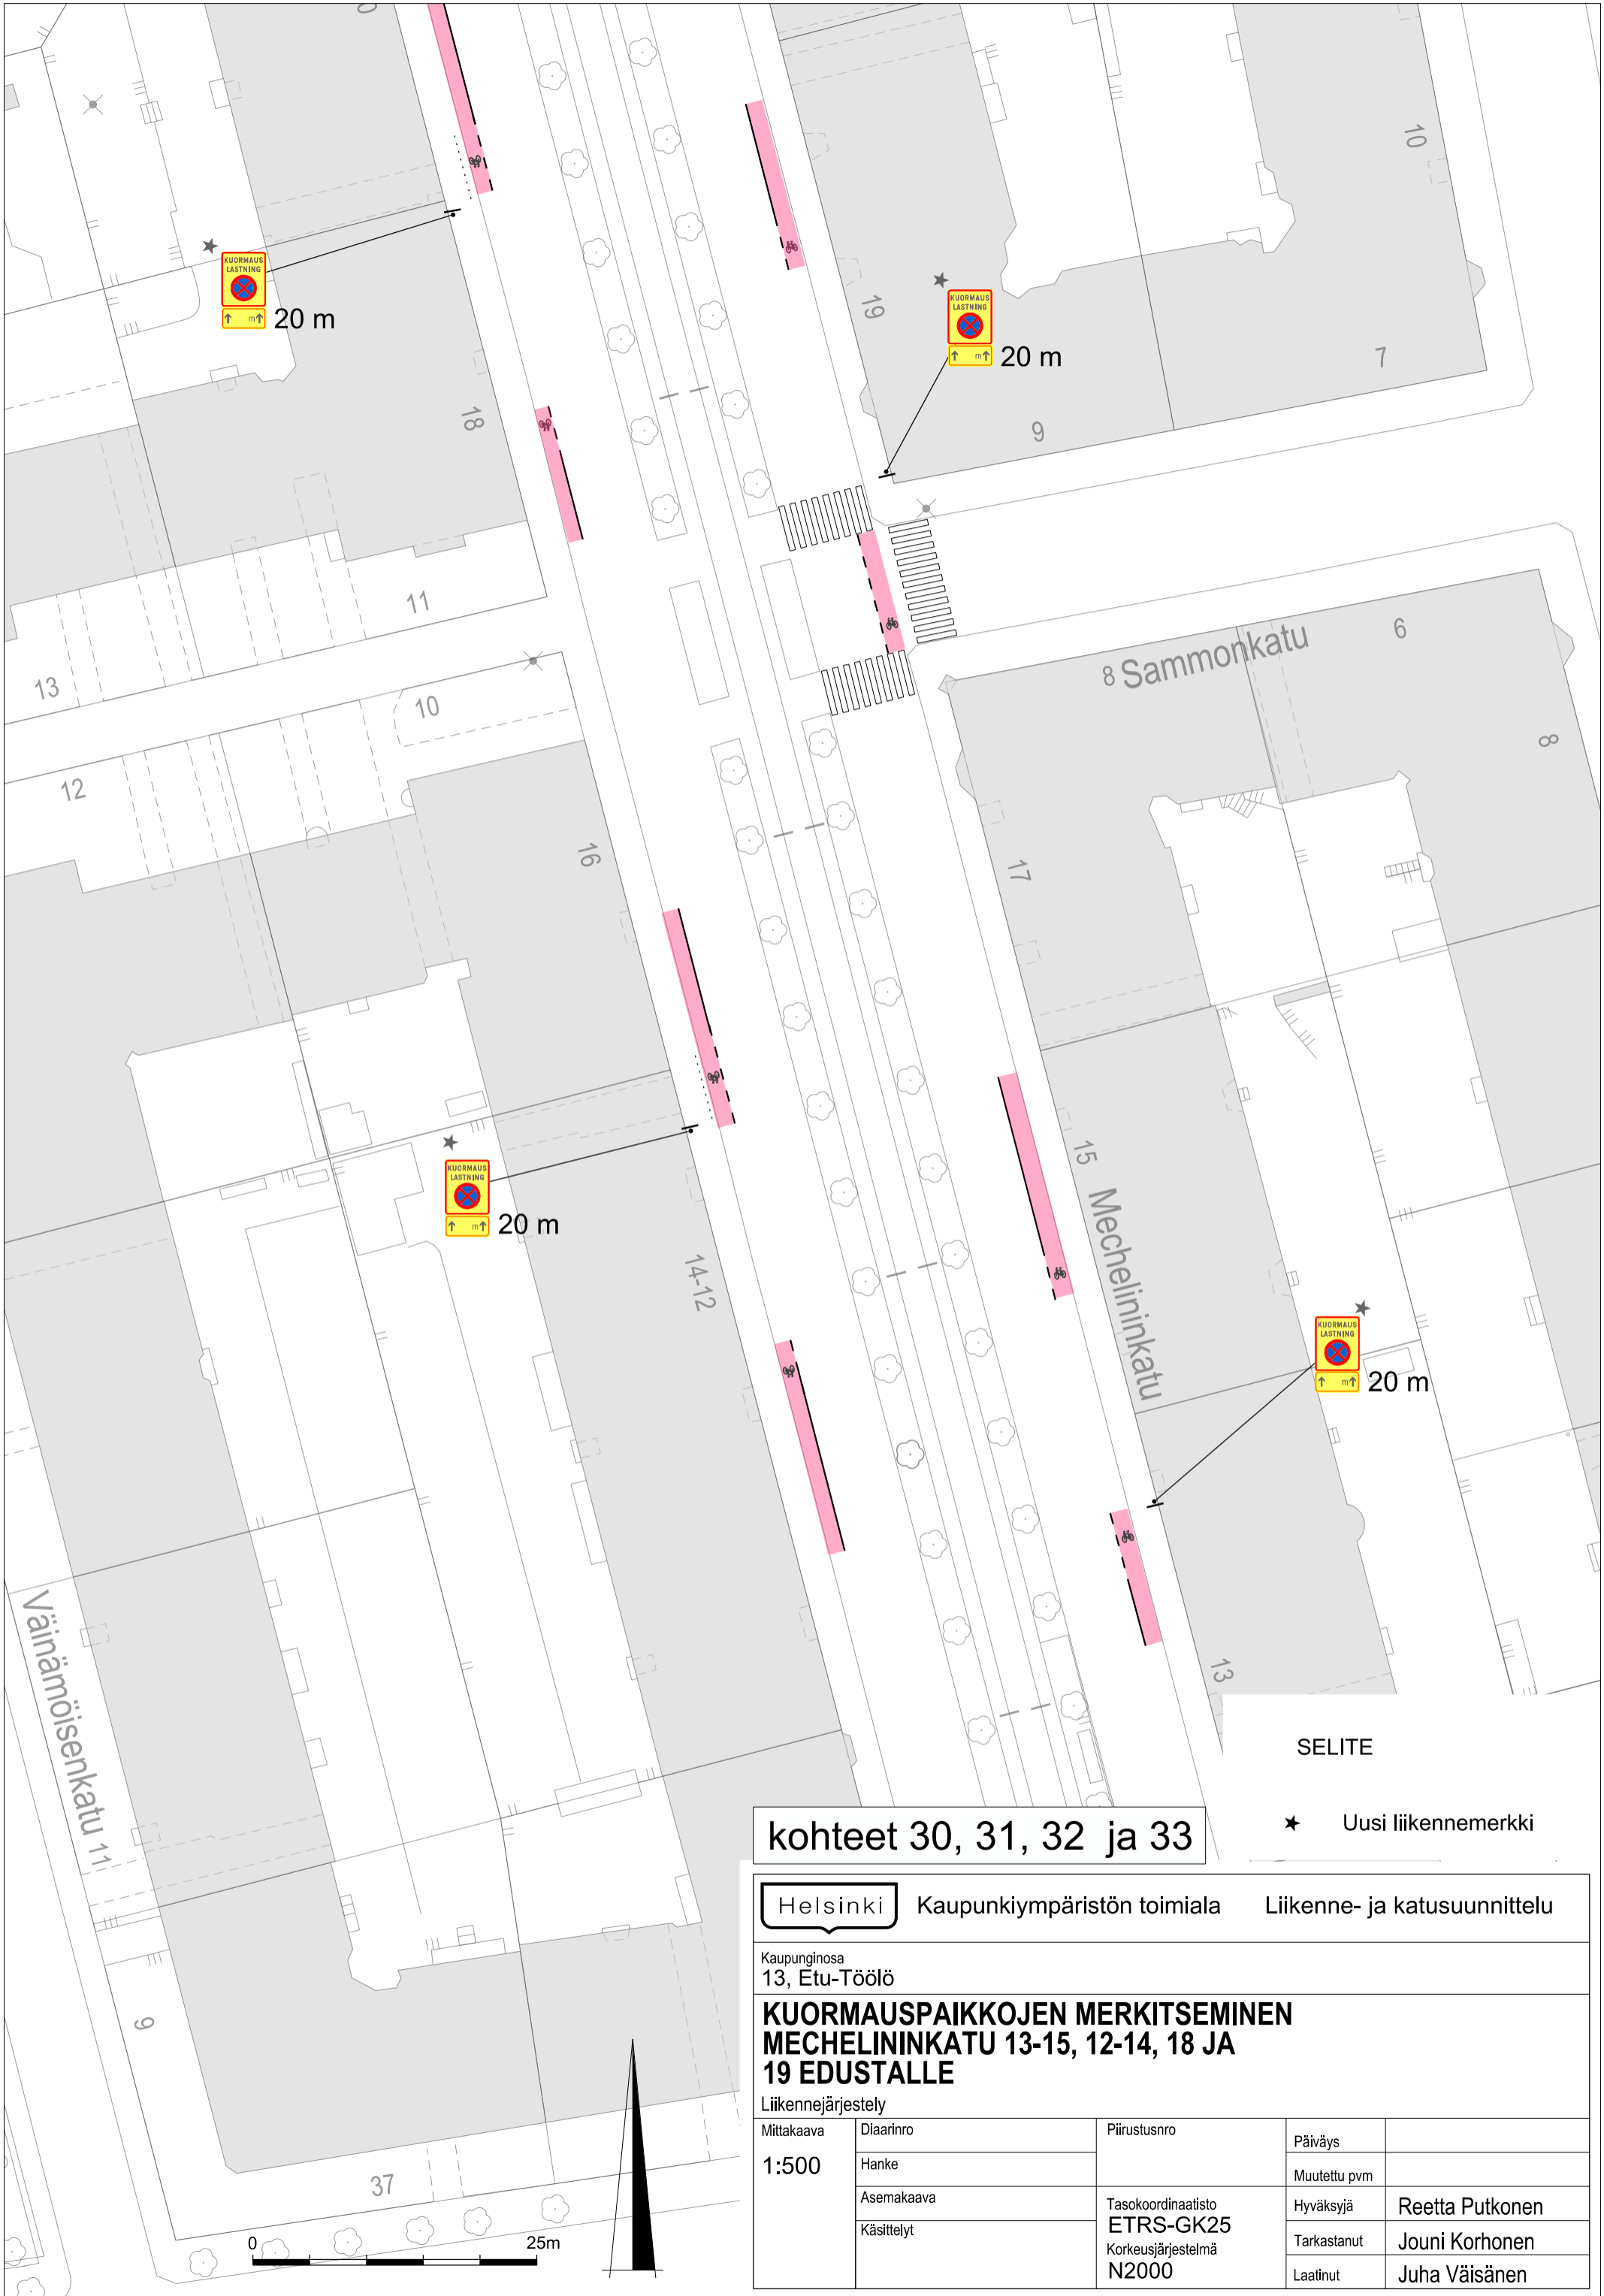 0
10
KUORMAUS
LASTNING
m
20 m
19
KUORMAUS
LASTNING
m
20 m
7
9
18
11
13
10
12
8 Sammonkatu
6
8
16
17
KUORMAUS
LASTNING
m
20 m
14-12
15 Mechelininkatu
KUORMAUS
LASTNING
m
20 m
13
Väinämöisenkatu 11
9
37
0
25m
SELITE
Uusi liikennemerkki
kohteet 30, 31, 32 ja 33
Helsinki Kaupunkiympäristön toimiala Liikenne- ja katusuunnittelu
Kaupunginosa
13, Etu-Töölö
KUORMAUSPAIKKOJEN MERKITSEMINEN
MECHELININKATU 13-15, 12-14, 18 JA
19 EDUSTALLE
Liikennejärjestely
Mittakaava
1:500
Diaarinro
Hanke
Asemakaava
Käsittelyt
Piirustusnro
Tasokoordinaatisto
ETRS-GK25
Korkeusjärjestelmä
N2000
Päiväys
Muutettu pvm
Hyväksyjä Reetta Putkonen
Tarkastanut Jouni Korhonen
Laatinut Juha Väisänen